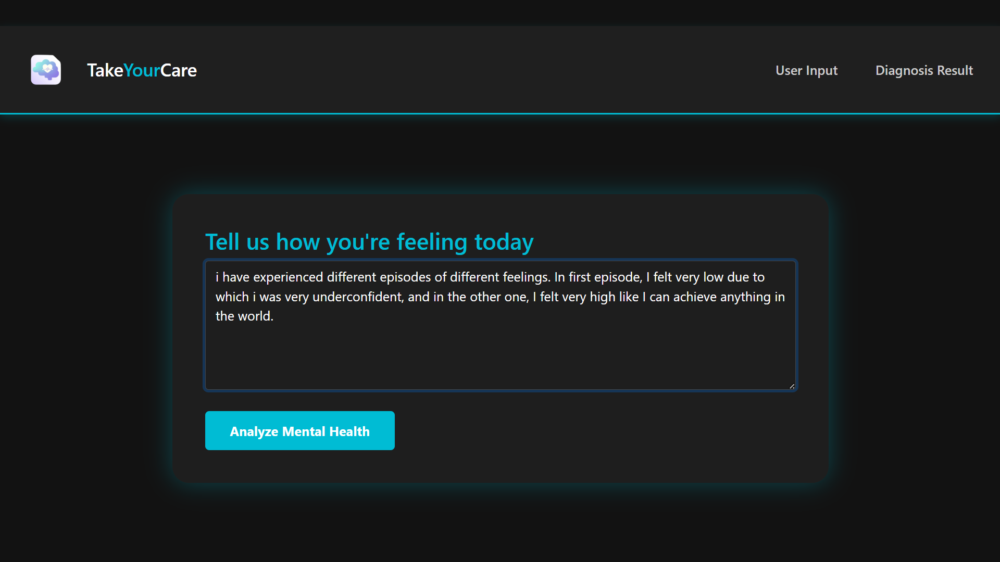 TakeYourCare
User Input
Diagnosis Result
Tell us how you're feeling today
i have experienced different episodes of different feelings. In first episode, I felt very low due to
which i was very underconfident, and in the other one, I felt very high like I can achieve anything in
the world.
Analyze Mental Health